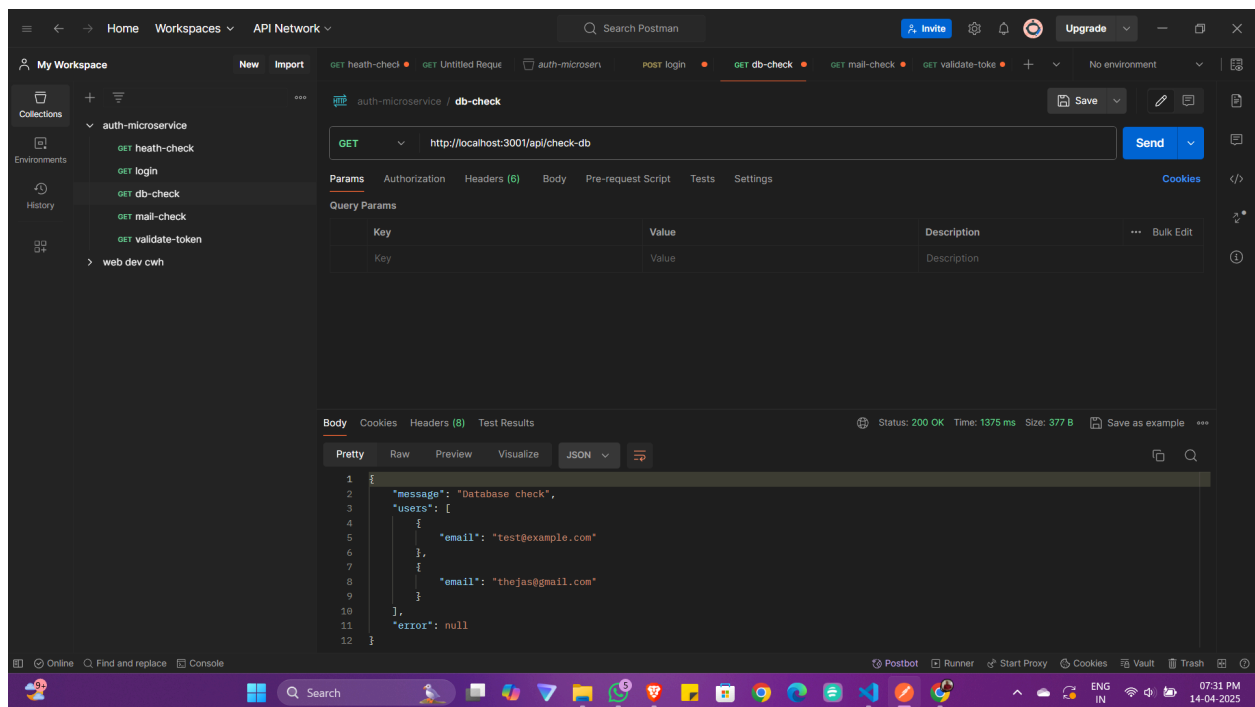 Home Workspaces API Network Search Postman Invite Upgrade
My Workspace New Import GET heath-check GET Untitled Reque auth-microserv POST login GET db-check GET mail-check GET validate-toke No environment
Collections
Environments
History
auth-microservice
GET heath-check
GET login
GET db-check
GET mail-check
GET validate-token
web dev cwh
HTTP auth-microservice / db-check Save
GET http://localhost:3001/api/check-db Send
Params Authorization Headers (6) Body Pre-request Script Tests Settings Cookies
Query Params
Key Value Description Bulk Edit
Key Value Description
Body Cookies Headers (8) Test Results Status: 200 OK Time: 1375 ms Size: 377 B Save as example
Pretty Raw Preview Visualize JSON
1 {
2 "message": "Database check",
3 "users": [
4 {
5 "email": "test@example.com"
6 },
7 {
8 "email": "thejas@gmail.com"
9 }
10 ],
11 "error": null
12 }
Online Find and replace Console Postbot Runner Start Proxy Cookies Vault Trash
9+ Search 5 ENG 07:31 PM
IN 14-04-2025